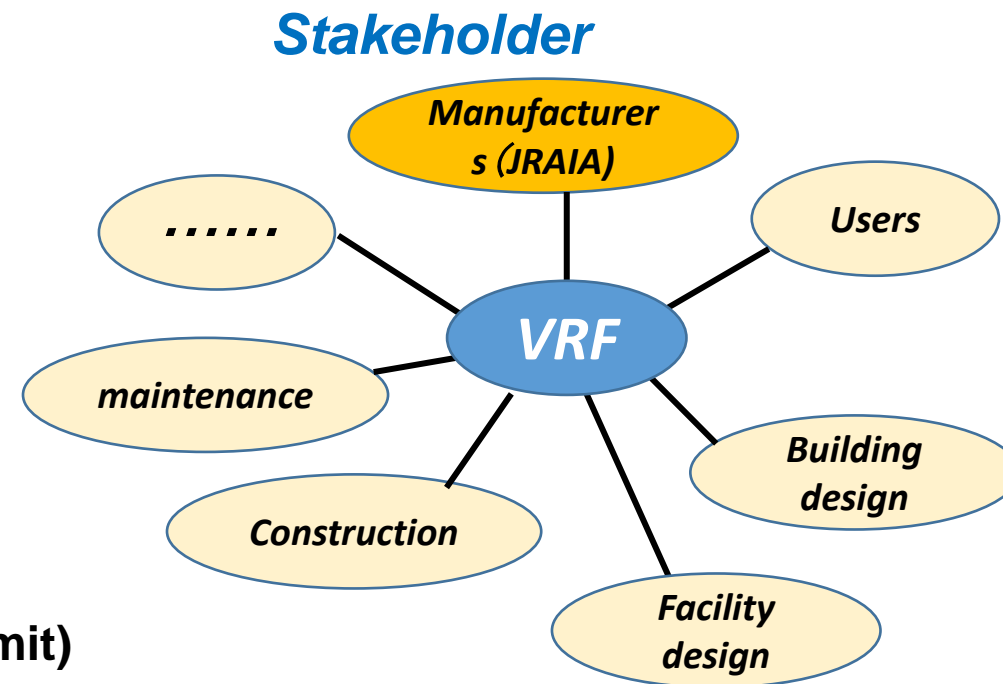 Stakeholder
Manufacturer
s (JRAIA)
Users
......
VRF
maintenance
Building
design
Construction
Facility
design
mit)